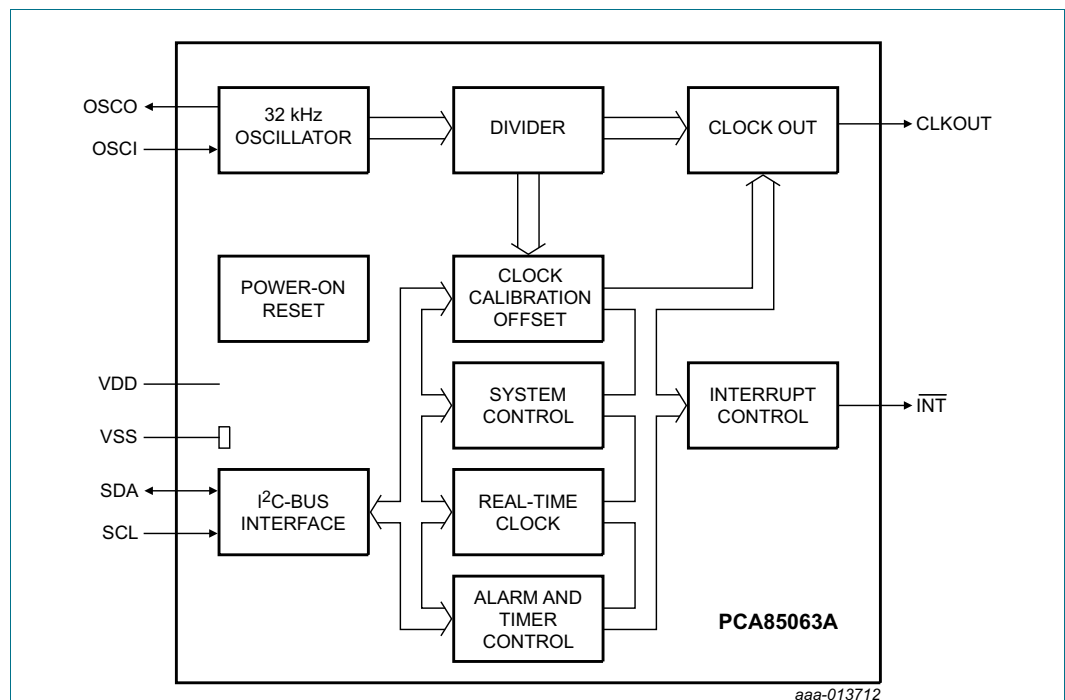 OSCO
OSCI
32 kHz
OSCILLATOR
DIVIDER
CLOCK OUT
CLKOUT
POWER-ON
RESET
CLOCK
CALIBRATION
OFFSET
VDD
VSS
SYSTEM
CONTROL
INTERRUPT
CONTROL
INT
SDA
SCL
I²C-BUS
INTERFACE
REAL-TIME
CLOCK
ALARM AND
TIMER
CONTROL
PCA85063A
aaa-013712